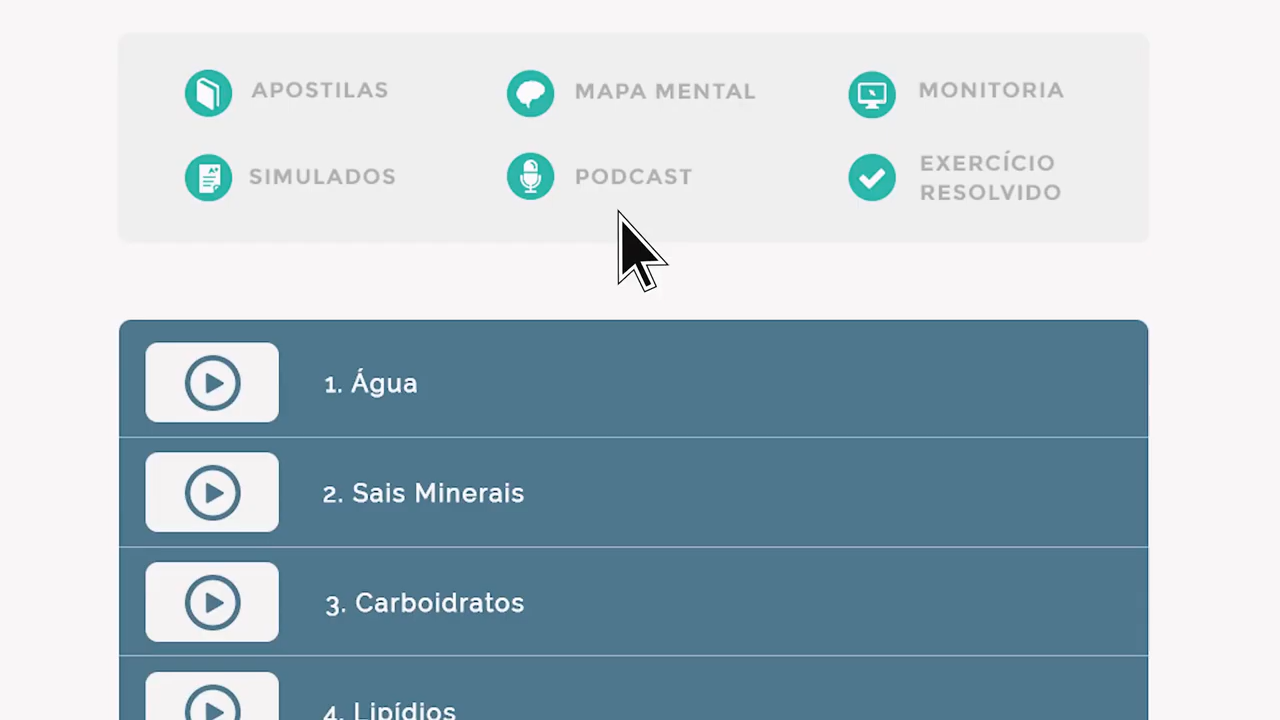 APOSTILAS
MAPA MENTAL
MONITORIA
SIMULADOS
PODCAST
EXERCÍCIO
RESOLVIDO
1. Água
2. Sais Minerais
3. Carboidratos
4. Lipídios